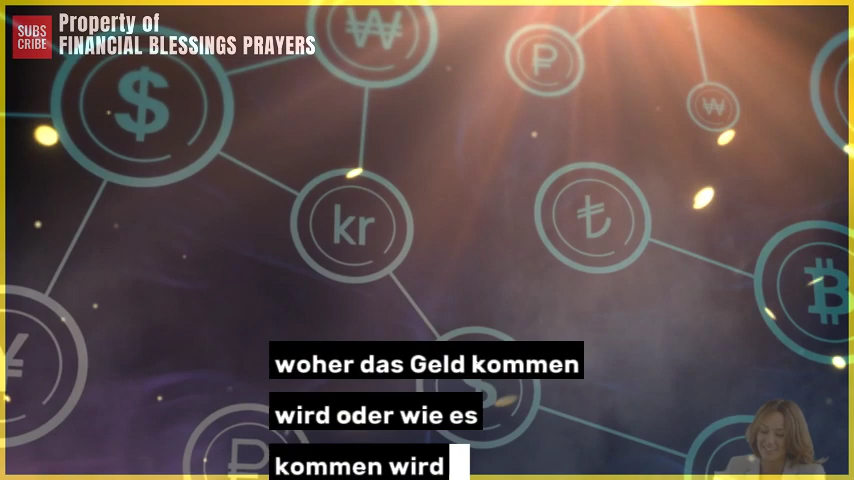 SUBS
CRIBE
Property of
FINANCIAL BLESSINGS PRAYERS
₩
$
₽
₩
kr
₺
₿
¥
$
₽
woher das Geld kommen
wird oder wie es
kommen wird